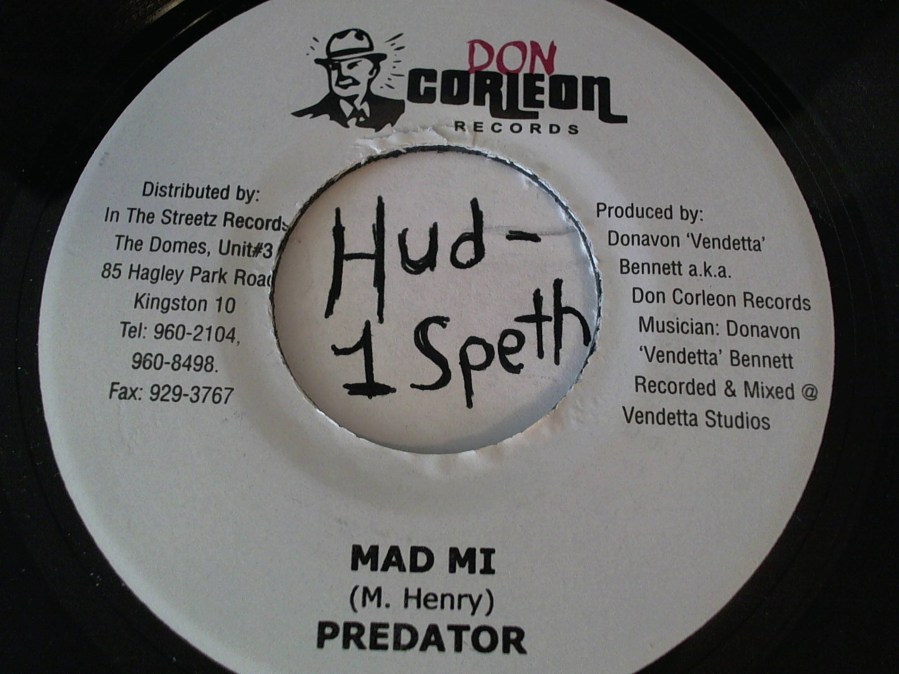 DON
CORLEON
RECORDS
Distributed by:
In The Streetz Records
The Domes, Unit#3
85 Hagley Park Road
Kingston 10
Tel: 960-2104,
960-8498.
Fax: 929-3767
Hud-
1 Speth
Produced by:
Donavon 'Vendetta'
Bennett a.k.a.
Don Corleon Records
Musician: Donavon
'Vendetta' Bennett
Recorded & Mixed @
Vendetta Studios
MAD MI
(M. Henry)
PREDATOR